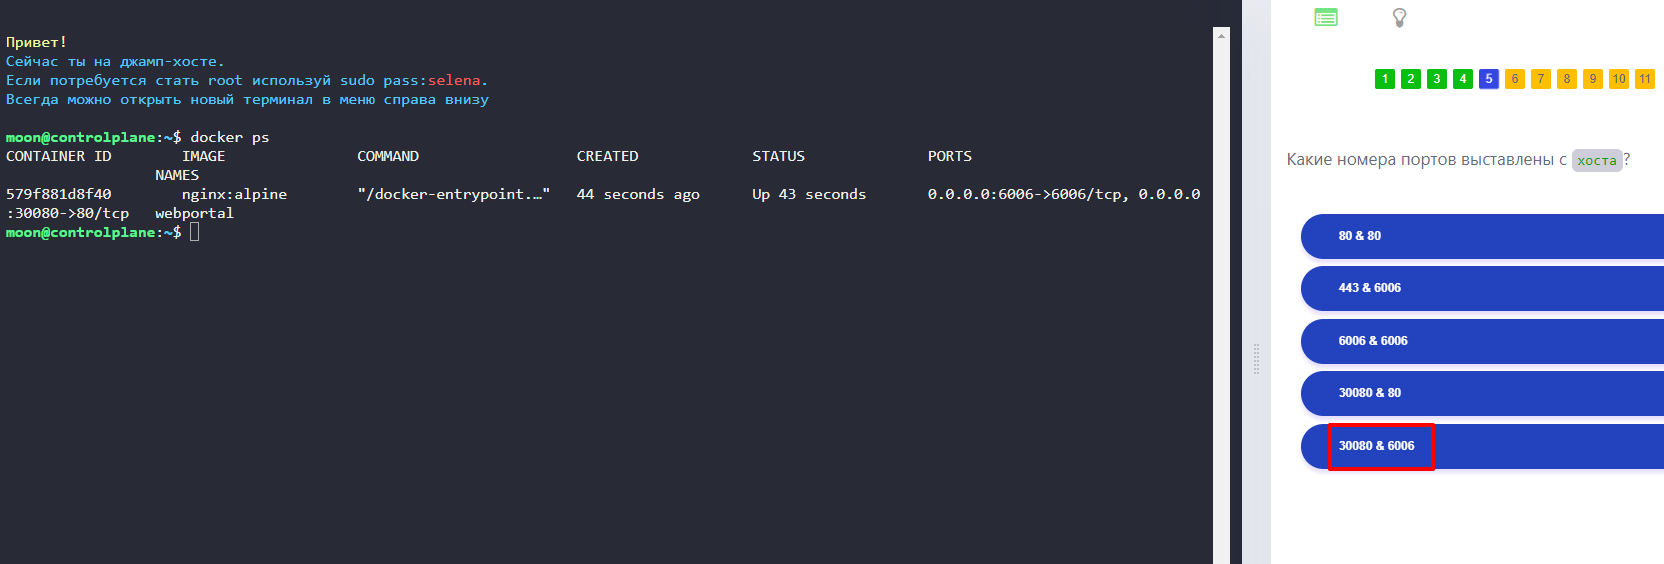 Привет!
Сейчас ты на джамп-хосте.
Если потребуется стать root используй sudo pass:selena.
Всегда можно открыть новый терминал в меню справа внизу
moon@controlplane:~$ docker ps
CONTAINER ID IMAGE COMMAND CREATED STATUS PORTS
NAMES
579f881d8f40 nginx:alpine "/docker-entrypoint.…" 44 seconds ago Up 43 seconds 0.0.0.0:6006->6006/tcp, 0.0.0.0
:30080->80/tcp webportal
moon@controlplane:~$
1 2 3 4 5 6 7 8 9 10 11
Какие номера портов выставлены с хоста?
80 & 80
443 & 6006
6006 & 6006
30080 & 80
30080 & 6006